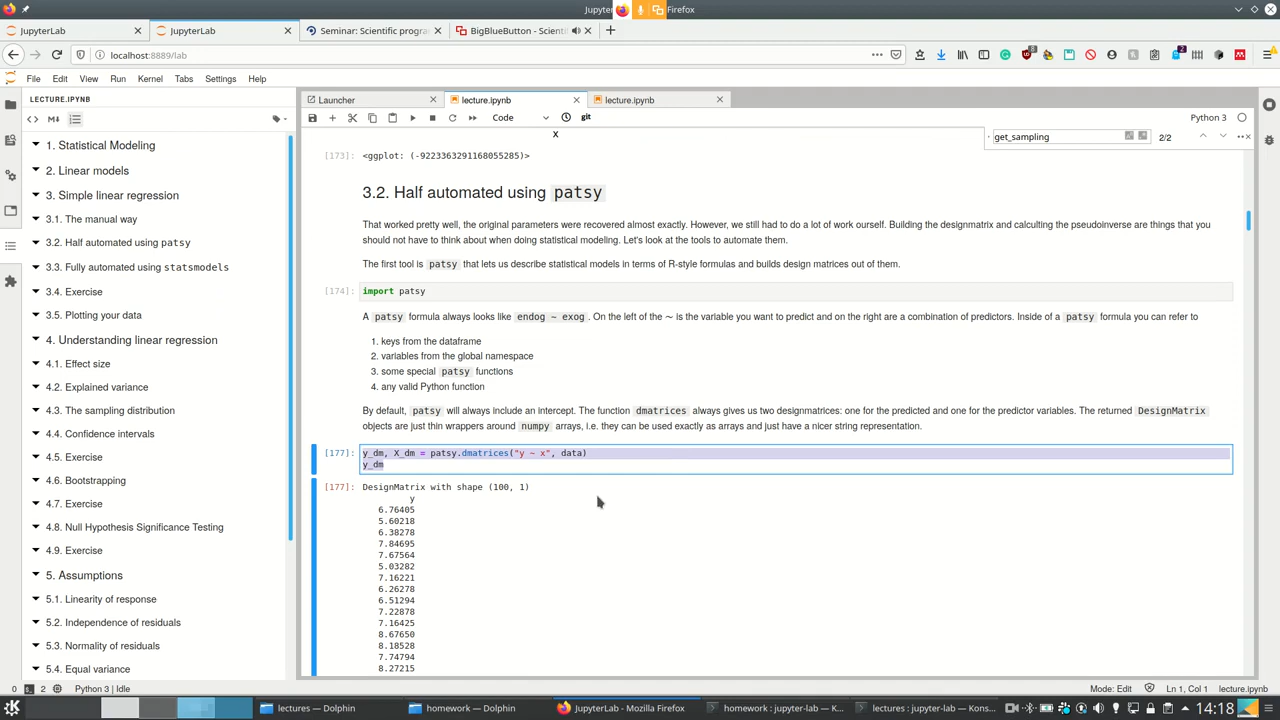 Jupyter Firefox
JupyterLab
JupyterLab
Seminar: Scientific progra
BigBlueButton - Scienti
localhost:8889/lab
File Edit View Run Kernel Tabs Settings Help
LECTURE.IPYNB
Launcher
lecture.ipynb
lecture.ipynb
Code
git
Python 3
get_sampling
2/2
1. Statistical Modeling
2. Linear models
3. Simple linear regression
3.1. The manual way
3.2. Half automated using patsy
3.3. Fully automated using statsmodels
3.4. Exercise
3.5. Plotting your data
4. Understanding linear regression
4.1. Effect size
4.2. Explained variance
4.3. The sampling distribution
4.4. Confidence intervals
4.5. Exercise
4.6. Bootstrapping
4.7. Exercise
4.8. Null Hypothesis Significance Testing
4.9. Exercise
5. Assumptions
5.1. Linearity of response
5.2. Independence of residuals
5.3. Normality of residuals
5.4. Equal variance
x
[173]: <ggplot: (-9223363291168055285)>
3.2. Half automated using patsy
That worked pretty well, the original parameters were recovered almost exactly. However, we still had to do a lot of work ourself. Building the designmatrix and calculting the pseudoinverse are things that you
should not have to think about when doing statistical modeling. Let's look at the tools to automate them.
The first tool is patsy that lets us describe statistical models in terms of R-style formulas and builds design matrices out of them.
[174]: import patsy
A patsy formula always looks like endog ~ exog . On the left of the ~ is the variable you want to predict and on the right are a combination of predictors. Inside of a patsy formula you can refer to
1. keys from the dataframe
2. variables from the global namespace
3. some special patsy functions
4. any valid Python function
By default, patsy will always include an intercept. The function dmatrices always gives us two designmatrices: one for the predicted and one for the predictor variables. The returned DesignMatrix
objects are just thin wrappers around numpy arrays, i.e. they can be used exactly as arrays and just have a nicer string representation.
[177]: y_dm, X_dm = patsy.dmatrices("y ~ x", data)
y_dm
[177]: DesignMatrix with shape (100, 1)
y
6.76405
5.60218
6.38278
7.84695
7.67564
5.03282
7.16221
6.26278
6.51294
7.22878
7.16425
8.67650
8.18528
7.74794
8.27215
0 2 Python 3 | Idle
Mode: Edit Ln 1, Col 1 lecture.ipynb
lectures — Dolphin
homework — Dolphin
JupyterLab - Mozilla Firefox
homework : jupyter-lab — K...
lectures : jupyter-lab — Kons...
14:18